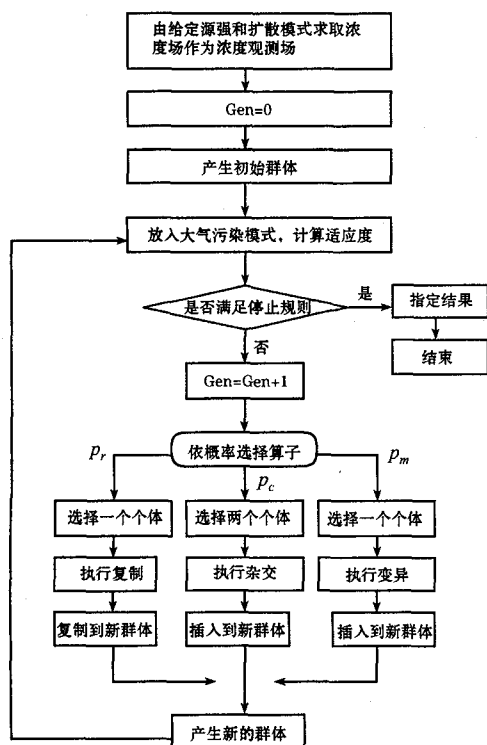 由给定源强和扩散模式求取浓
度场作为浓度观测场
Gen=0
产生初始群体
放入大气污染模式，计算适应度
是否满足停止规则
是
指定结果
结束
否
Gen=Gen+1
依概率选择算子
p_r
p_c
p_m
选择一个个体
选择两个个体
选择一个个体
执行复制
执行杂交
执行变异
复制到新群体
插入到新群体
插入到新群体
产生新的群体